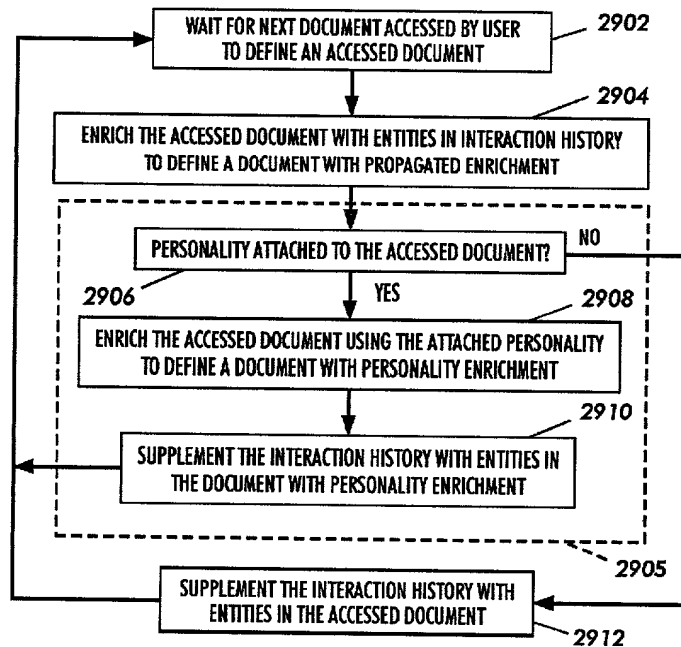 WAIT FOR NEXT DOCUMENT ACCESSED BY USER
TO DEFINE AN ACCESSED DOCUMENT
2902
2904
ENRICH THE ACCESSED DOCUMENT WITH ENTITIES IN INTERACTION HISTORY
TO DEFINE A DOCUMENT WITH PROPAGATED ENRICHMENT
PERSONALITY ATTACHED TO THE ACCESSED DOCUMENT?
NO
2906
YES
2908
ENRICH THE ACCESSED DOCUMENT USING THE ATTACHED PERSONALITY
TO DEFINE A DOCUMENT WITH PERSONALITY ENRICHMENT
2910
SUPPLEMENT THE INTERACTION HISTORY WITH ENTITIES IN
THE DOCUMENT WITH PERSONALITY ENRICHMENT
2905
SUPPLEMENT THE INTERACTION HISTORY WITH
ENTITIES IN THE ACCESSED DOCUMENT
2912